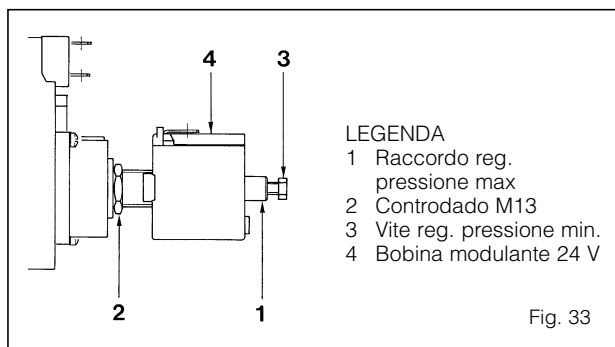 4
3
LEGENDA
1 Raccordo reg.
pressione max
2 Controdado M13
3 Vite reg. pressione min.
4 Bobina modulante 24 V
2
1
Fig. 33